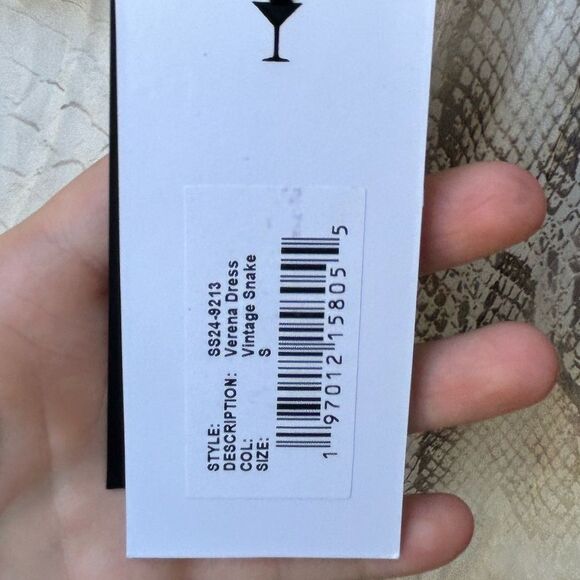 STYLE: SS24-9213
DESCRIPTION: Verena Dress
COL: Vintage Snake
SIZE: S
1 97012 15805 5